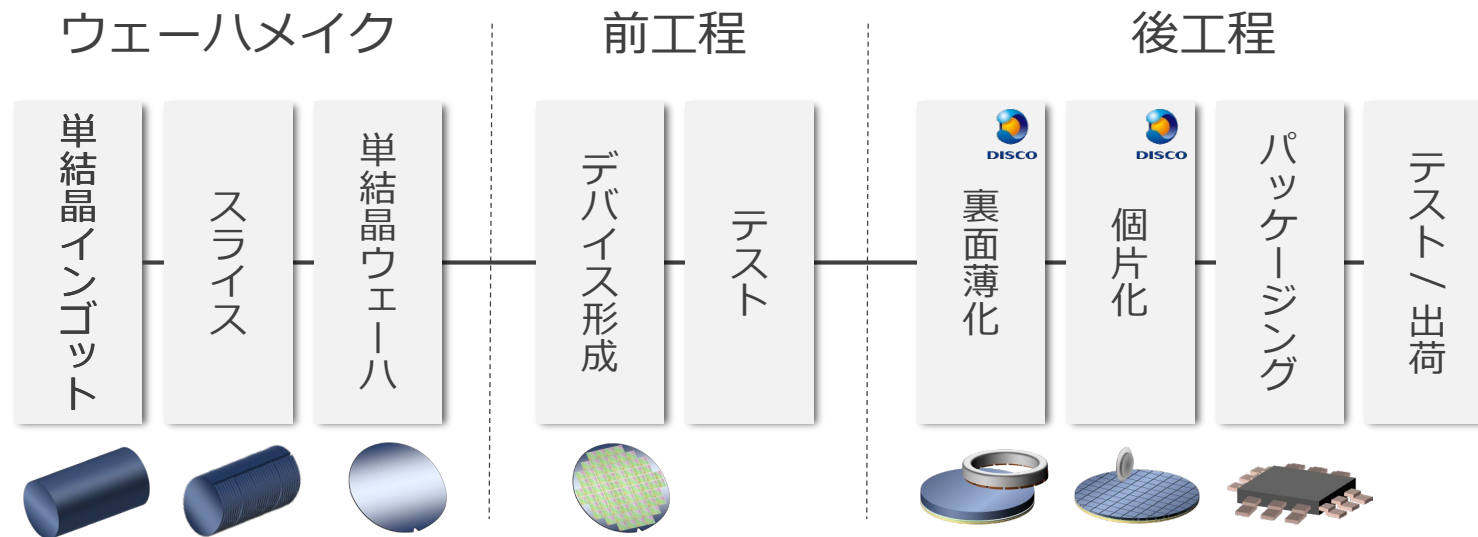 ウェーハメイク
前工程
後工程
単結晶インゴット
スライス
単結晶ウェーハ
デバイス形成
テスト
DISCO
裏面薄化
DISCO
個片化
パッケージング
テスト / 出荷